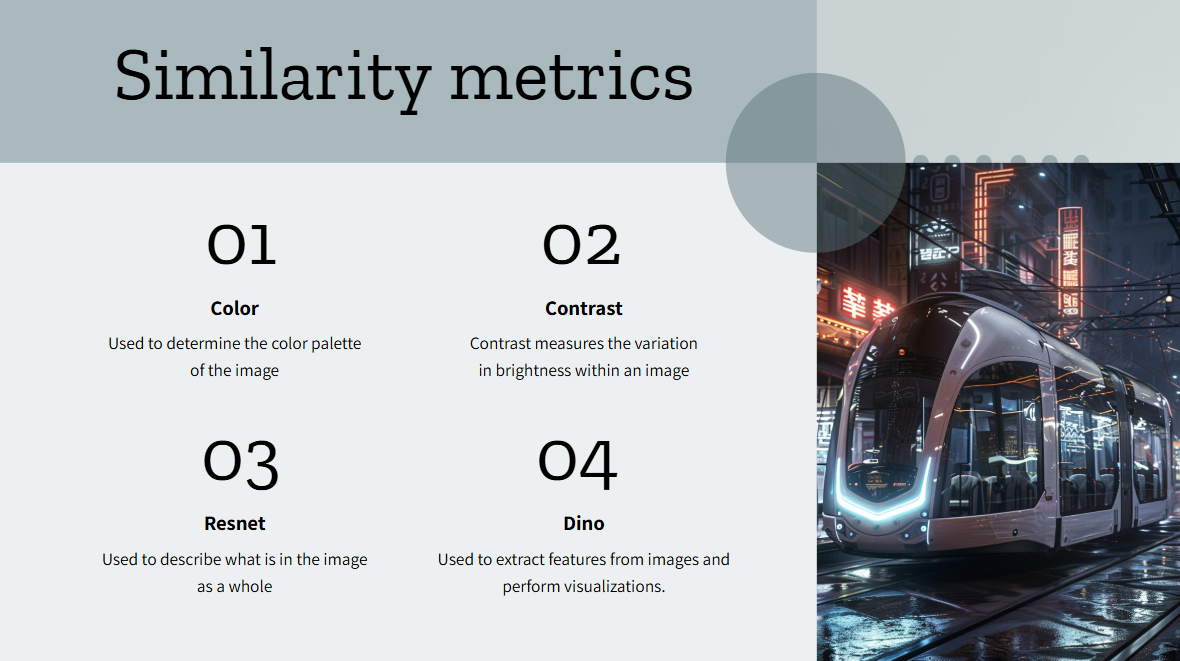 Similarity metrics
01
Color
Used to determine the color palette
of the image
02
Contrast
Contrast measures the variation
in brightness within an image
03
Resnet
Used to describe what is in the image
as a whole
04
Dino
Used to extract features from images and
perform visualizations.